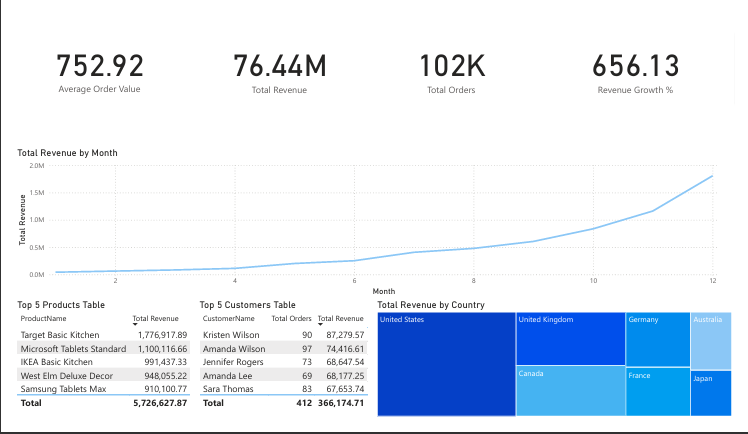 752.92 76.44M 102K 656.13
Average Order Value Total Revenue Total Orders Revenue Growth %
Total Revenue by Month
2.0M
1.5M
1.0M
0.5M
0.0M
Total Revenue
2 4 6 8 10 12
Month
Top 5 Products Table
ProductName Total Revenue
Target Basic Kitchen 1,776,917.89
Microsoft Tablets Standard 1,100,116.66
IKEA Basic Kitchen 991,437.33
West Elm Deluxe Decor 948,055.22
Samsung Tablets Max 910,100.77
Total 5,726,627.87
Top 5 Customers Table
CustomerName Total Orders Total Revenue
Kristen Wilson 90 87,279.57
Amanda Wilson 97 74,416.61
Jennifer Rogers 73 68,647.54
Amanda Lee 69 68,177.25
Sara Thomas 83 67,653.74
Total 412 366,174.71
Total Revenue by Country
United States
United Kingdom
Canada
Germany
France
Australia
Japan